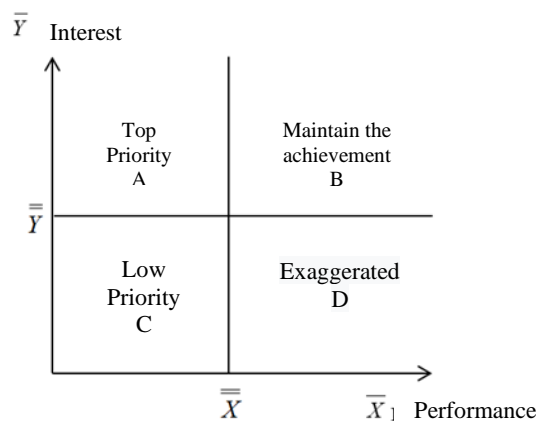 Y̅ Interest
Top
Priority
A
Maintain the
achievement
B
Y̿
Low
Priority
C
Exaggerated
D
X̿
X̅ ] Performance